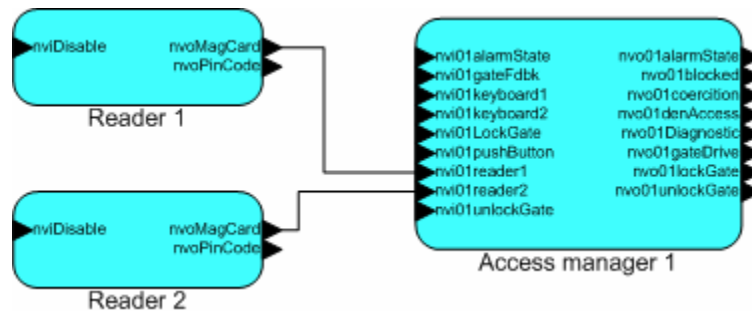 nviDisable
nvoMagCard
nvoPinCode
Reader 1
nviDisable
nvoMagCard
nvoPinCode
Reader 2
nvi01alarmState
nvi01gateFdbk
nvi01keyboard1
nvi01keyboard2
nvi01LockGate
nvi01pushButton
nvi01reader1
nvi01reader2
nvi01unlockGate
nvo01alarmState
nvo01blocked
nvo01coercition
nvo01denAccess
nvo01Diagnostic
nvo01gateDrive
nvo01lockGate
nvo01unlockGate
Access manager 1